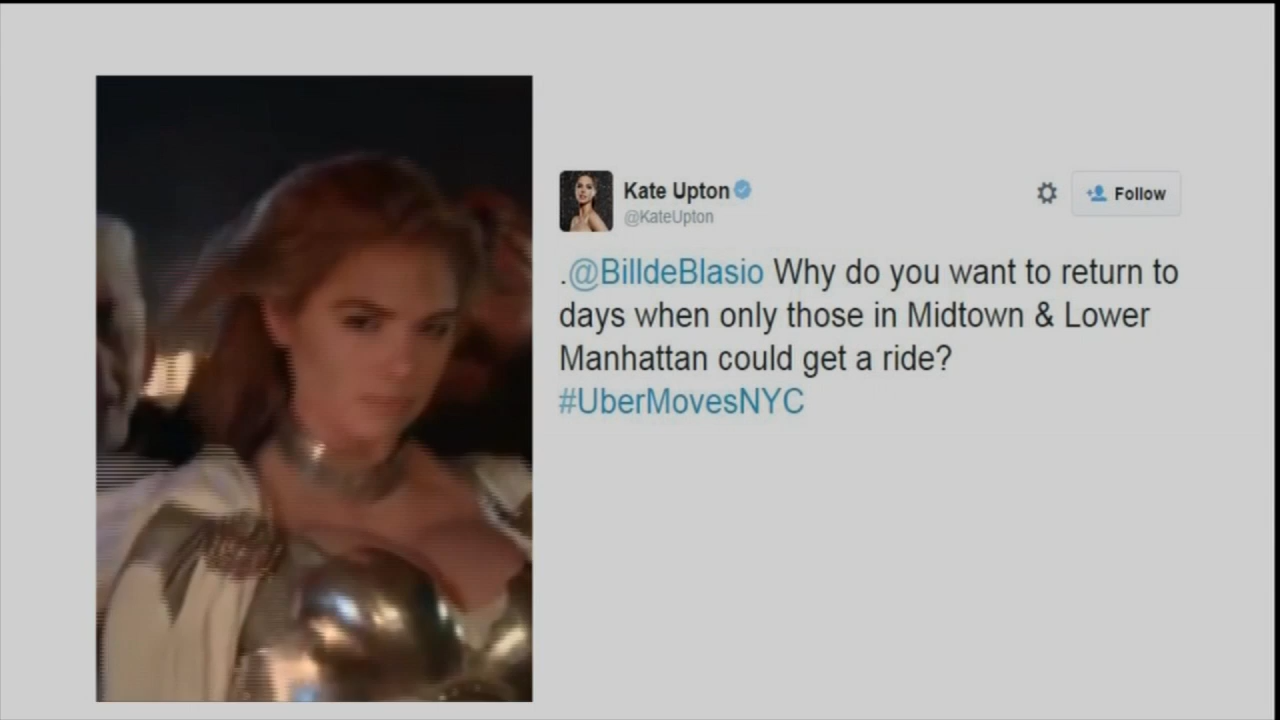 Kate Upton
@KateUpton
Follow
.@BilldeBlasio Why do you want to return to
days when only those in Midtown & Lower
Manhattan could get a ride?
#UberMovesNYC